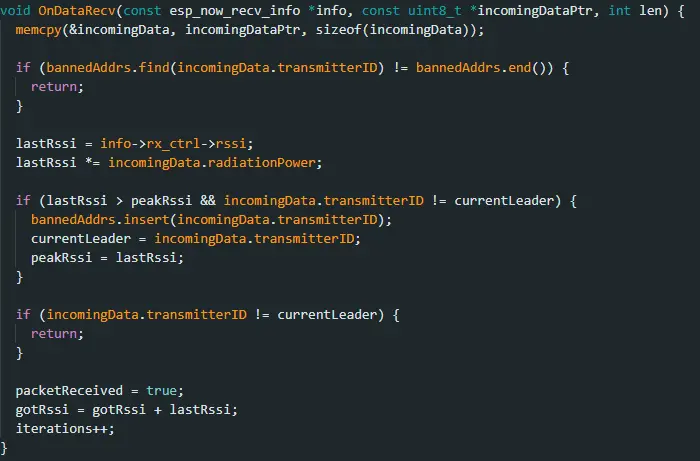 void OnDataRecv(const esp_now_recv_info *info, const uint8_t *incomingDataPtr, int len) {
  memcpy(&incomingData, incomingDataPtr, sizeof(incomingData));

  if (bannedAddrs.find(incomingData.transmitterID) != bannedAddrs.end()) {
    return;
  }

  lastRssi = info->rx_ctrl->rssi;
  lastRssi *= incomingData.radiationPower;

  if (lastRssi > peakRssi && incomingData.transmitterID != currentLeader) {
    bannedAddrs.insert(incomingData.transmitterID);
    currentLeader = incomingData.transmitterID;
    peakRssi = lastRssi;
  }

  if (incomingData.transmitterID != currentLeader) {
    return;
  }

  packetReceived = true;
  gotRssi = gotRssi + lastRssi;
  iterations++;
}